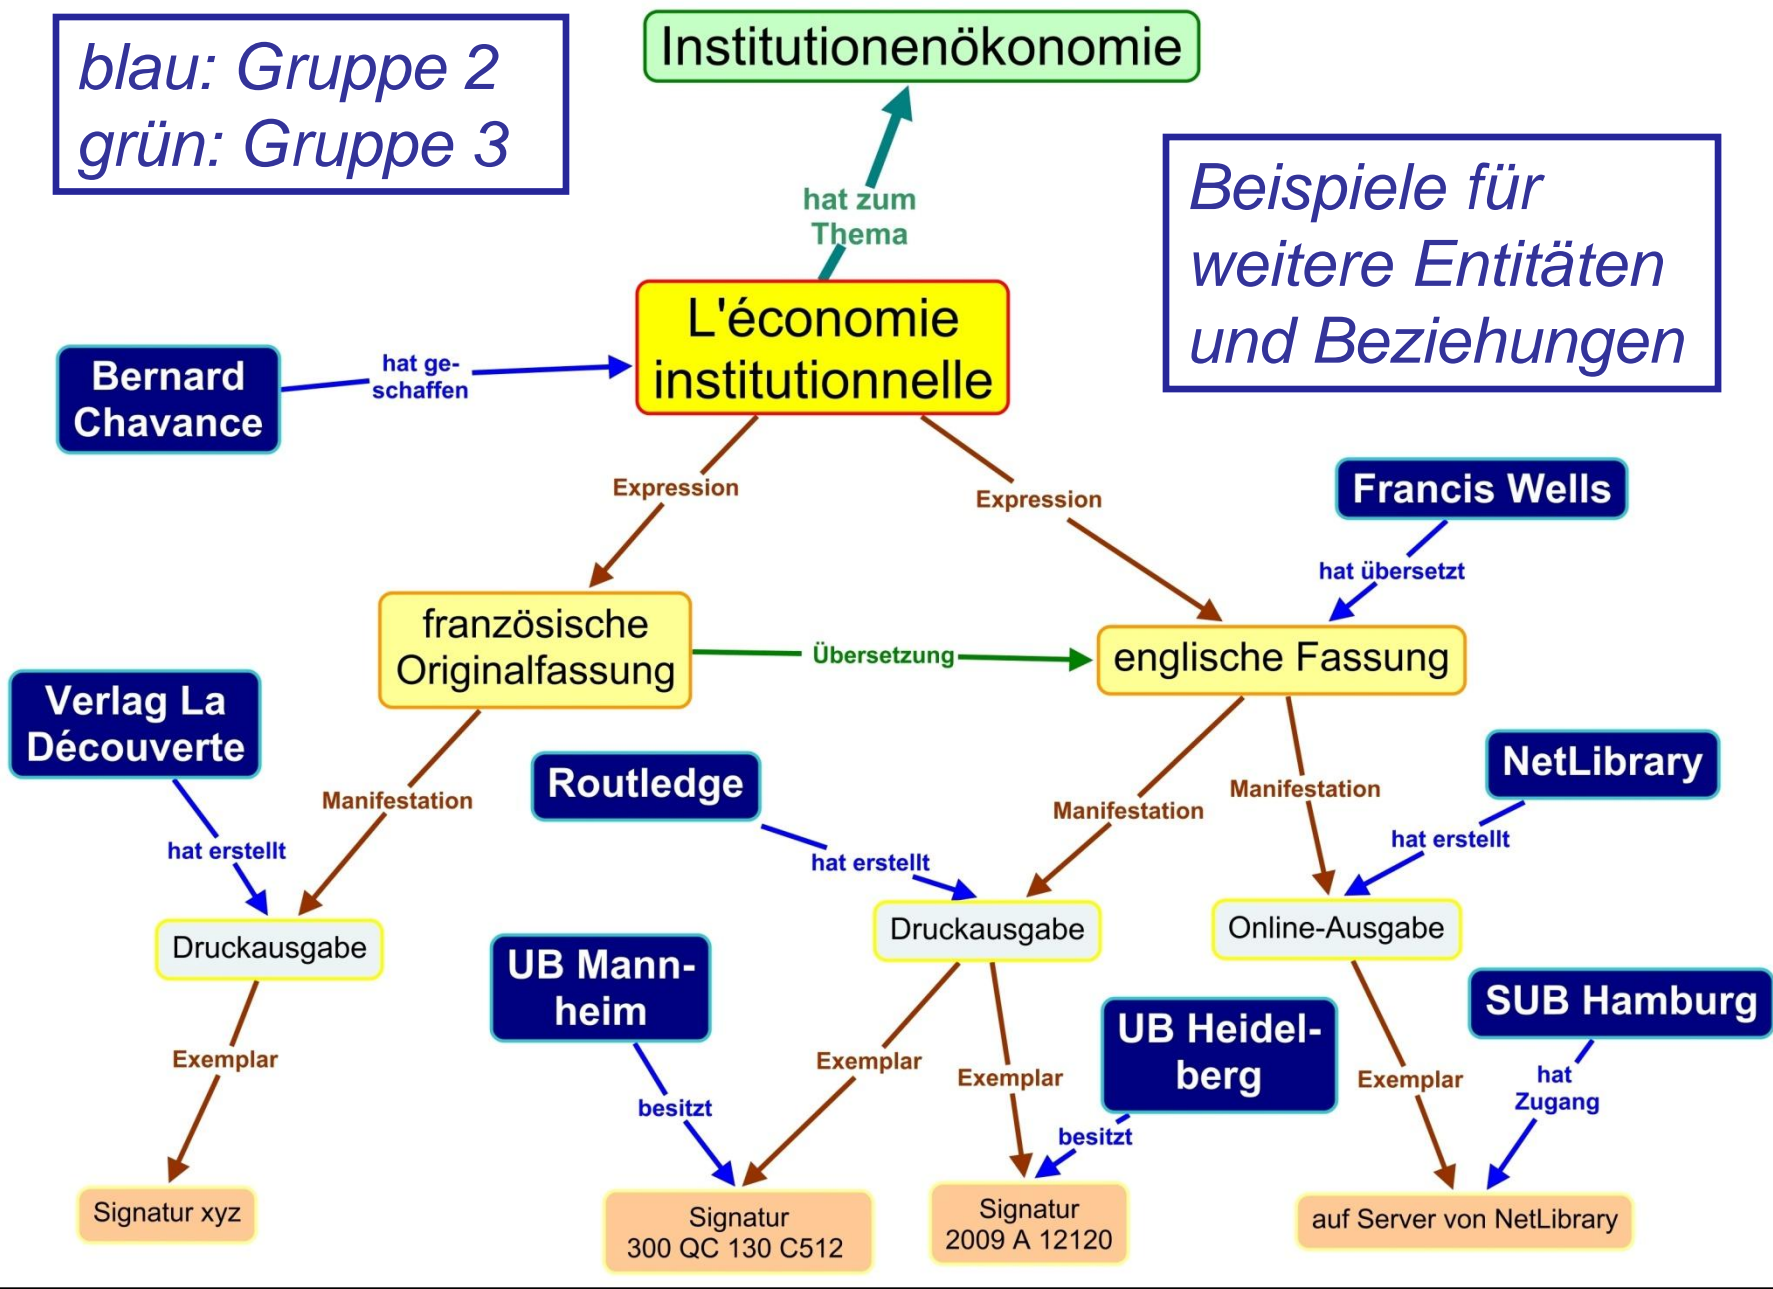 blau: Gruppe 2
grün: Gruppe 3
Institutionenökonomie
Beispiele für
weitere Entitäten
und Beziehungen
hat zum
Thema
L'économie
institutionnelle
Bernard
Chavance
hat ge-
schaffen
Expression
Expression
Francis Wells
hat übersetzt
französische
Originalfassung
Übersetzung
englische Fassung
Verlag La
Découverte
Routledge
NetLibrary
Manifestation
Manifestation
Manifestation
hat erstellt
hat erstellt
hat erstellt
Druckausgabe
Druckausgabe
Online-Ausgabe
UB Mann-
heim
UB Heidel-
berg
SUB Hamburg
Exemplar
Exemplar
Exemplar
Exemplar
besitzt
besitzt
hat
Zugang
Signatur xyz
Signatur
300 QC 130 C512
Signatur
2009 A 12120
auf Server von NetLibrary